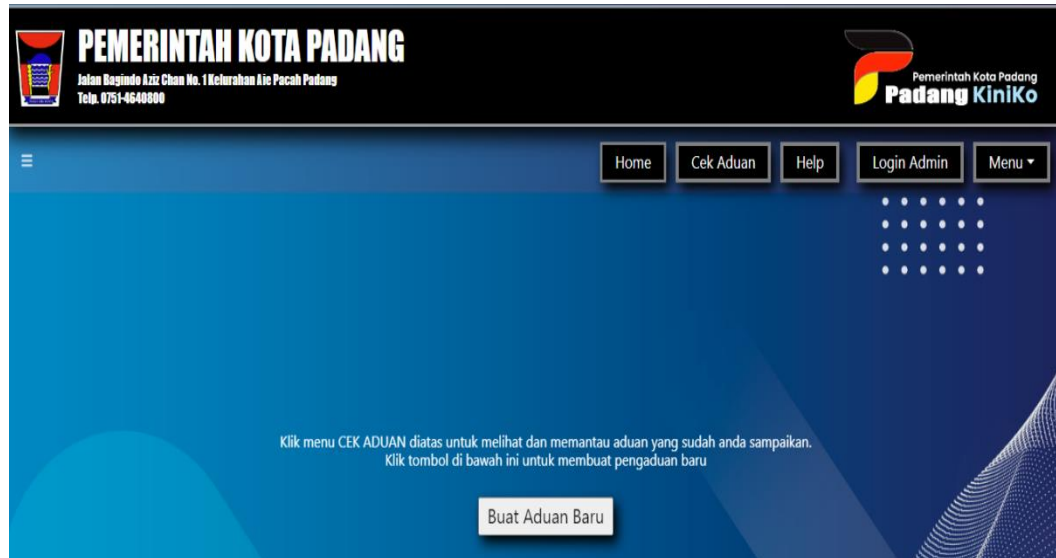 PEMERINTAH KOTA PADANG
Jalan Bagindo Aziz Chan No. 1 Kelurahan Aie Pacah Padang
Telp. 0751-4640800
Pemerintah Kota Padang
Padang KiniKo
Home
Cek Aduan
Help
Login Admin
Menu
Klik menu CEK ADUAN diatas untuk melihat dan memantau aduan yang sudah anda sampaikan.
Klik tombol di bawah ini untuk membuat pengaduan baru
Buat Aduan Baru